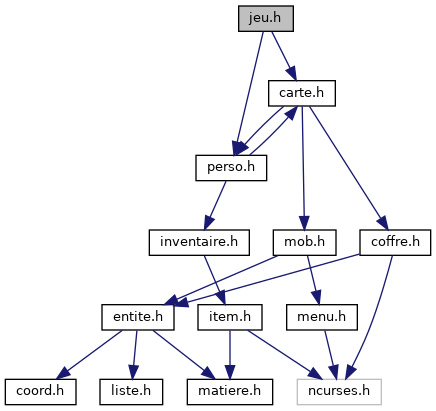 jeu.h
carte.h
perso.h
inventaire.h
mob.h
coffre.h
entite.h
item.h
menu.h
coord.h
liste.h
matiere.h
ncurses.h